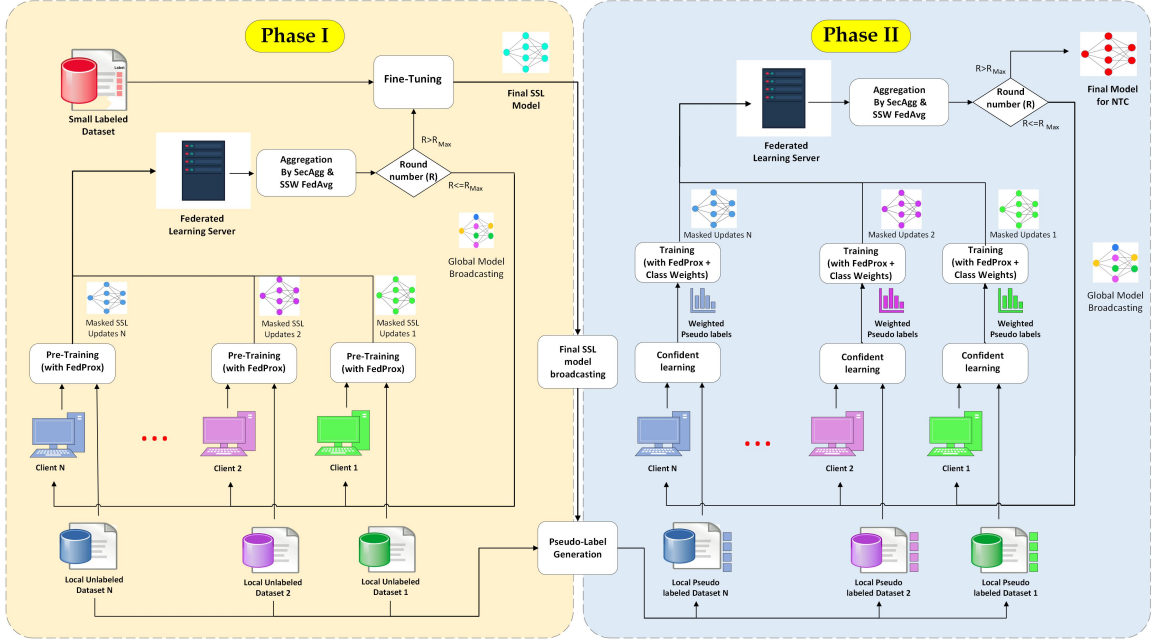 Phase I
Label
Small Labeled
Dataset
Fine-Tuning
Final SSL
Model
R>RMax
Federated
Learning Server
Aggregation
By SecAgg &
SSW FedAvg
Round
number (R)
R<=RMax
Global Model
Broadcasting
Masked SSL
Updates N
Masked SSL
Updates 2
Masked SSL
Updates 1
Pre-Training
(with FedProx)
Pre-Training
(with FedProx)
Pre-Training
(with FedProx)
Client N
Client 2
Client 1
Local Unlabeled
Dataset N
Local Unlabeled
Dataset 2
Local Unlabeled
Dataset 1
Final SSL
model
broadcasting
Pseudo-Label
Generation
Phase II
Federated
Learning Server
Aggregation
By SecAgg &
SSW FedAvg
Round
number (R)
R>RMax
R<=RMax
Final Model
for NTC
Masked Updates N
Masked Updates 2
Masked Updates 1
Training
(with FedProx +
Class Weights)
Training
(with FedProx +
Class Weights)
Training
(with FedProx +
Class Weights)
Global Model
Broadcasting
Weighted
Pseudo labels
Weighted
Pseudo labels
Weighted
Pseudo labels
Confident
learning
Confident
learning
Confident
learning
Client N
Client 2
Client 1
Local Pseudo
labeled Dataset N
Local Pseudo
labeled Dataset 2
Local Pseudo
labeled Dataset 1